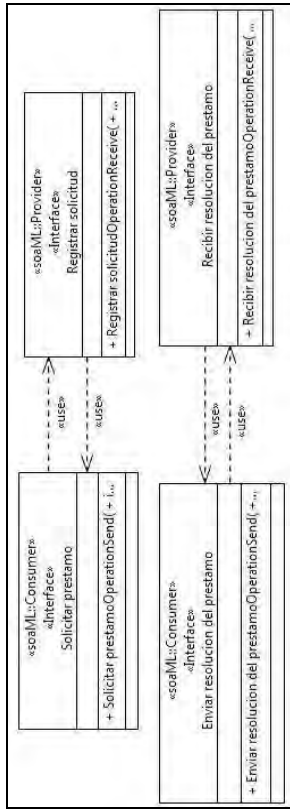 «soaML::Consumer»
«Interface»
Solicitar prestamo
+ Solicitar prestamoOperationSend( + i...
«use»
«use»
«soaML::Provider»
«Interface»
Registrar solicitud
+ Registrar solicitudOperationReceive( + ...
«soaML::Consumer»
«Interface»
Enviar resolucion del prestamo
+ Enviar resolucion del prestamoOperationSend( +...
«use»
«use»
«soaML::Provider»
«Interface»
Recibir resolucion del prestamo
+ Recibir resolucion del prestamoOperationReceive( ...